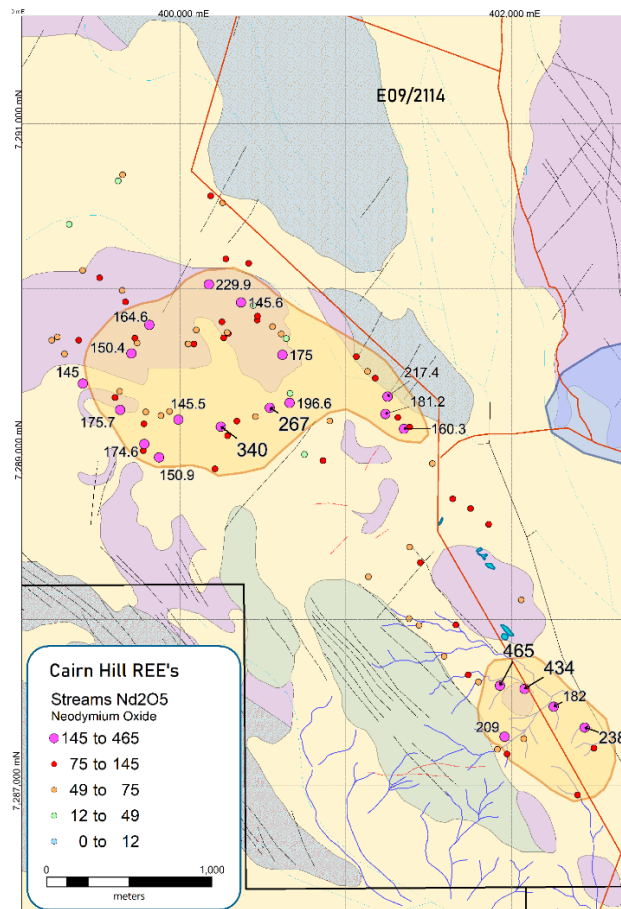 0 mE
400,000 mE
402,000 mE
E09/2114
7,291,000 mN
229.9
145.6
164.6
150.4
175
145
217.4
196.6
181.2
175.7
145.5
267
160.3
340
174.6
150.9
7,289,000 mN
465
434
182
209
238
7,287,000 mN
Cairn Hill REE's
Streams Nd2O5
Neodymium Oxide
145 to 465
75 to 145
49 to 75
12 to 49
0 to 12
0
1,000
meters